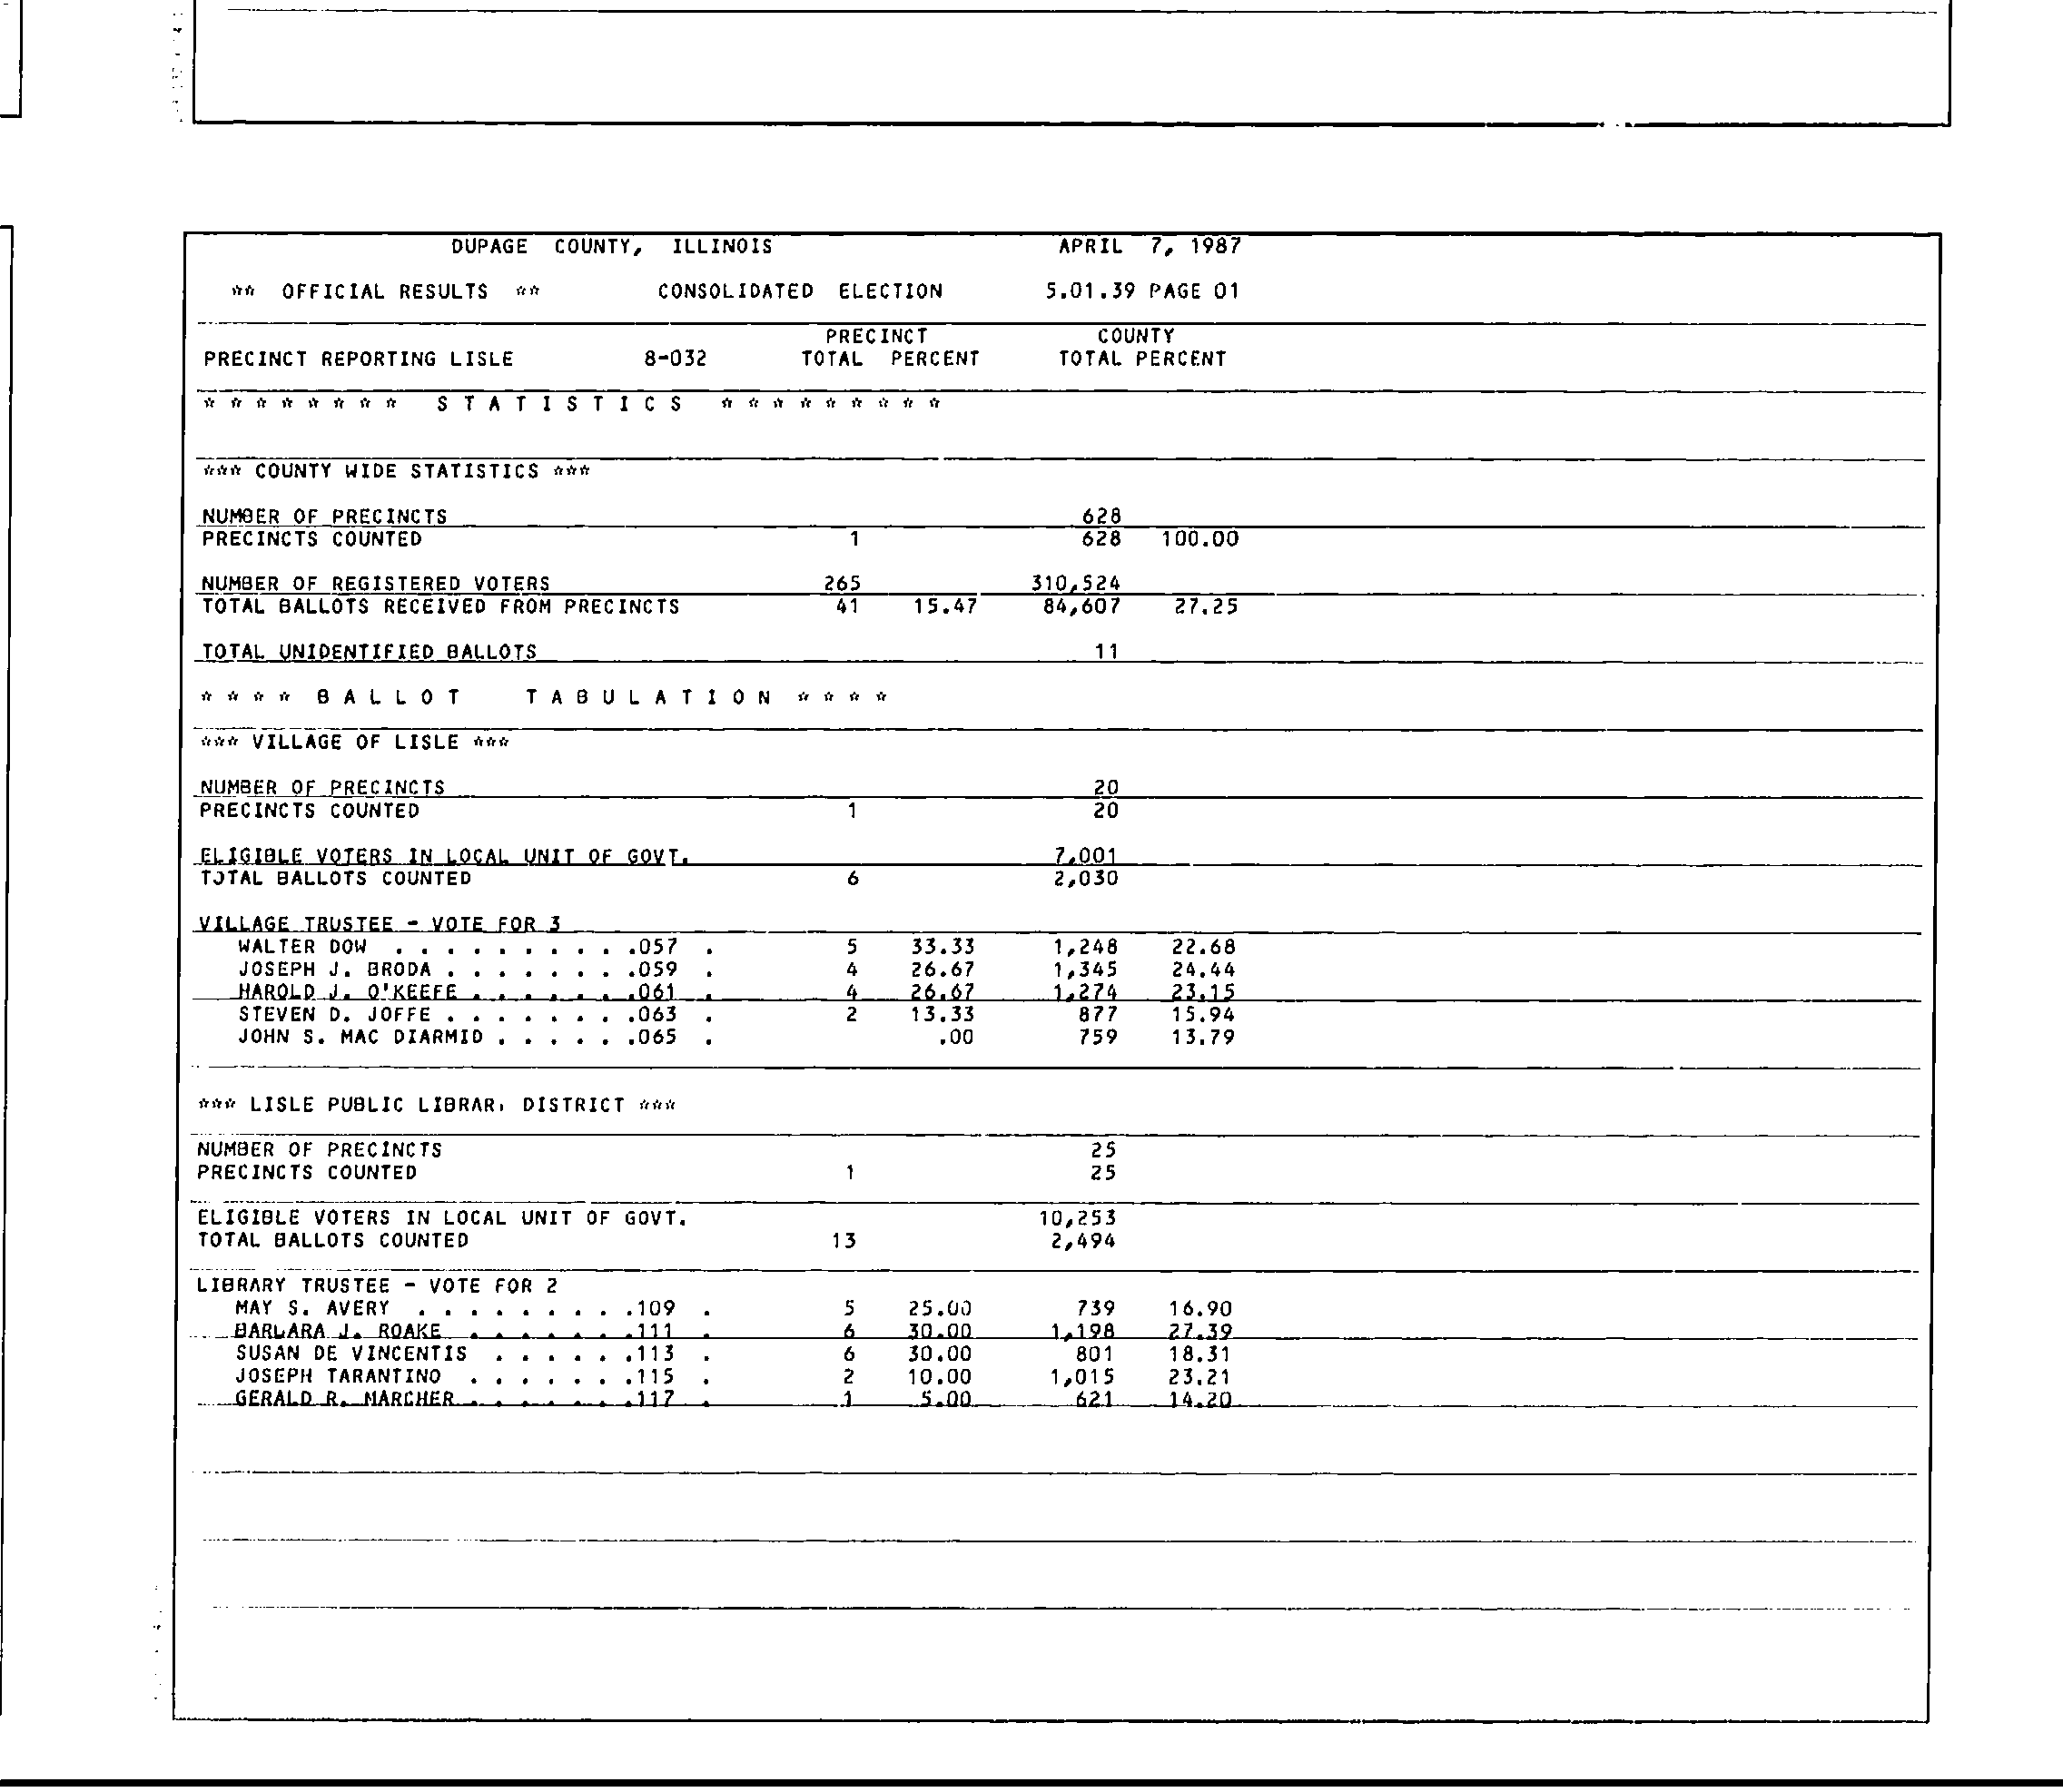 DUPAGE COUNTY, ILLINOIS APRIL 7, 1987
** OFFICIAL RESULTS ** CONSOLIDATED ELECTION 5.01.39 PAGE 01
PRECINCT COUNTY
PRECINCT REPORTING LISLE 8-032 TOTAL PERCENT TOTAL PERCENT
* * * * * * * * S T A T I S T I C S * * * * * * * * *
*** COUNTY WIDE STATISTICS ***
NUMBER OF PRECINCTS 628
PRECINCTS COUNTED 1 628 100.00
NUMBER OF REGISTERED VOTERS 265 310,524
TOTAL BALLOTS RECEIVED FROM PRECINCTS 41 15.47 84,607 27.25
TOTAL UNIDENTIFIED BALLOTS 11
* * * * B A L L O T T A B U L A T I O N * * * *
*** VILLAGE OF LISLE ***
NUMBER OF PRECINCTS 20
PRECINCTS COUNTED 1 20
ELIGIBLE VOTERS IN LOCAL UNIT OF GOVT. 7,001
TOTAL BALLOTS COUNTED 6 2,030
VILLAGE TRUSTEE - VOTE FOR 3
WALTER DOW . . . . . . . . . .057 . 5 33.33 1,248 22.68
JOSEPH J. BRODA . . . . . . . .059 . 4 26.67 1,345 24.44
HAROLD J. O'KEEFE . . . . . . .061 . 4 26.67 1,274 23.15
STEVEN D. JOFFE . . . . . . . .063 . 2 13.33 877 15.94
JOHN S. MAC DIARMID . . . . . .065 . .00 759 13.79
*** LISLE PUBLIC LIBRAR DISTRICT ***
NUMBER OF PRECINCTS 25
PRECINCTS COUNTED 1 25
ELIGIBLE VOTERS IN LOCAL UNIT OF GOVT. 10,253
TOTAL BALLOTS COUNTED 13 2,494
LIBRARY TRUSTEE - VOTE FOR 2
MAY S. AVERY . . . . . . . . .109 . 5 25.00 739 16.90
BARLARA J. ROAKE . . . . . . .111 . 6 30.00 1,198 27.39
SUSAN DE VINCENTIS . . . . . .113 . 6 30.00 801 18.31
JOSEPH TARANTINO . . . . . . .115 . 2 10.00 1,015 23.21
GERALD R. MARCHER . . . . . . .117 . 1 5.00 621 14.20